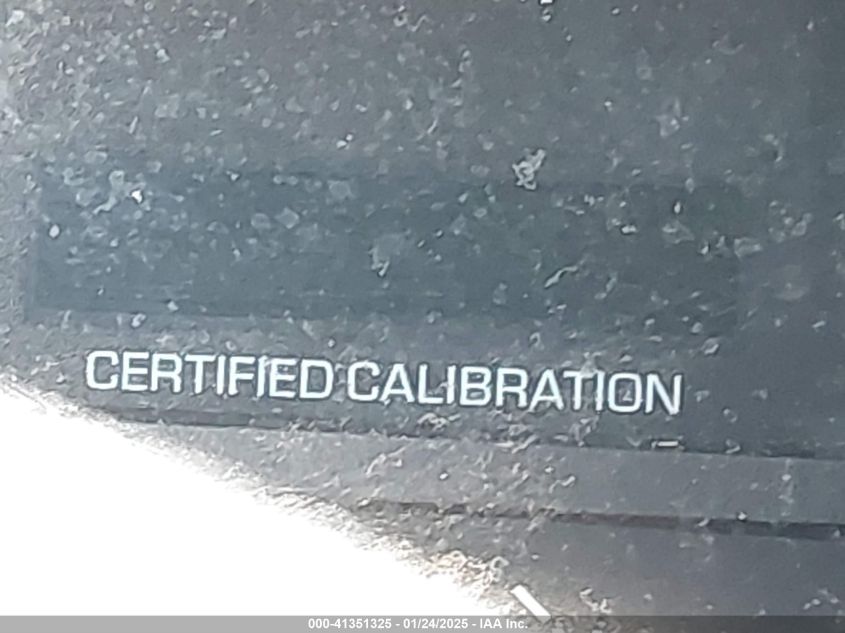 CERTIFIED CALIBRATION
000-41351325 - 01/24/2025 - IAA Inc.